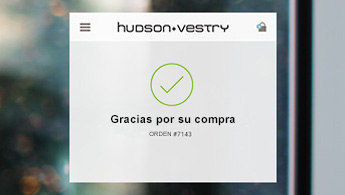 hudson+vestry
Gracias por su compra
ORDEN #7143